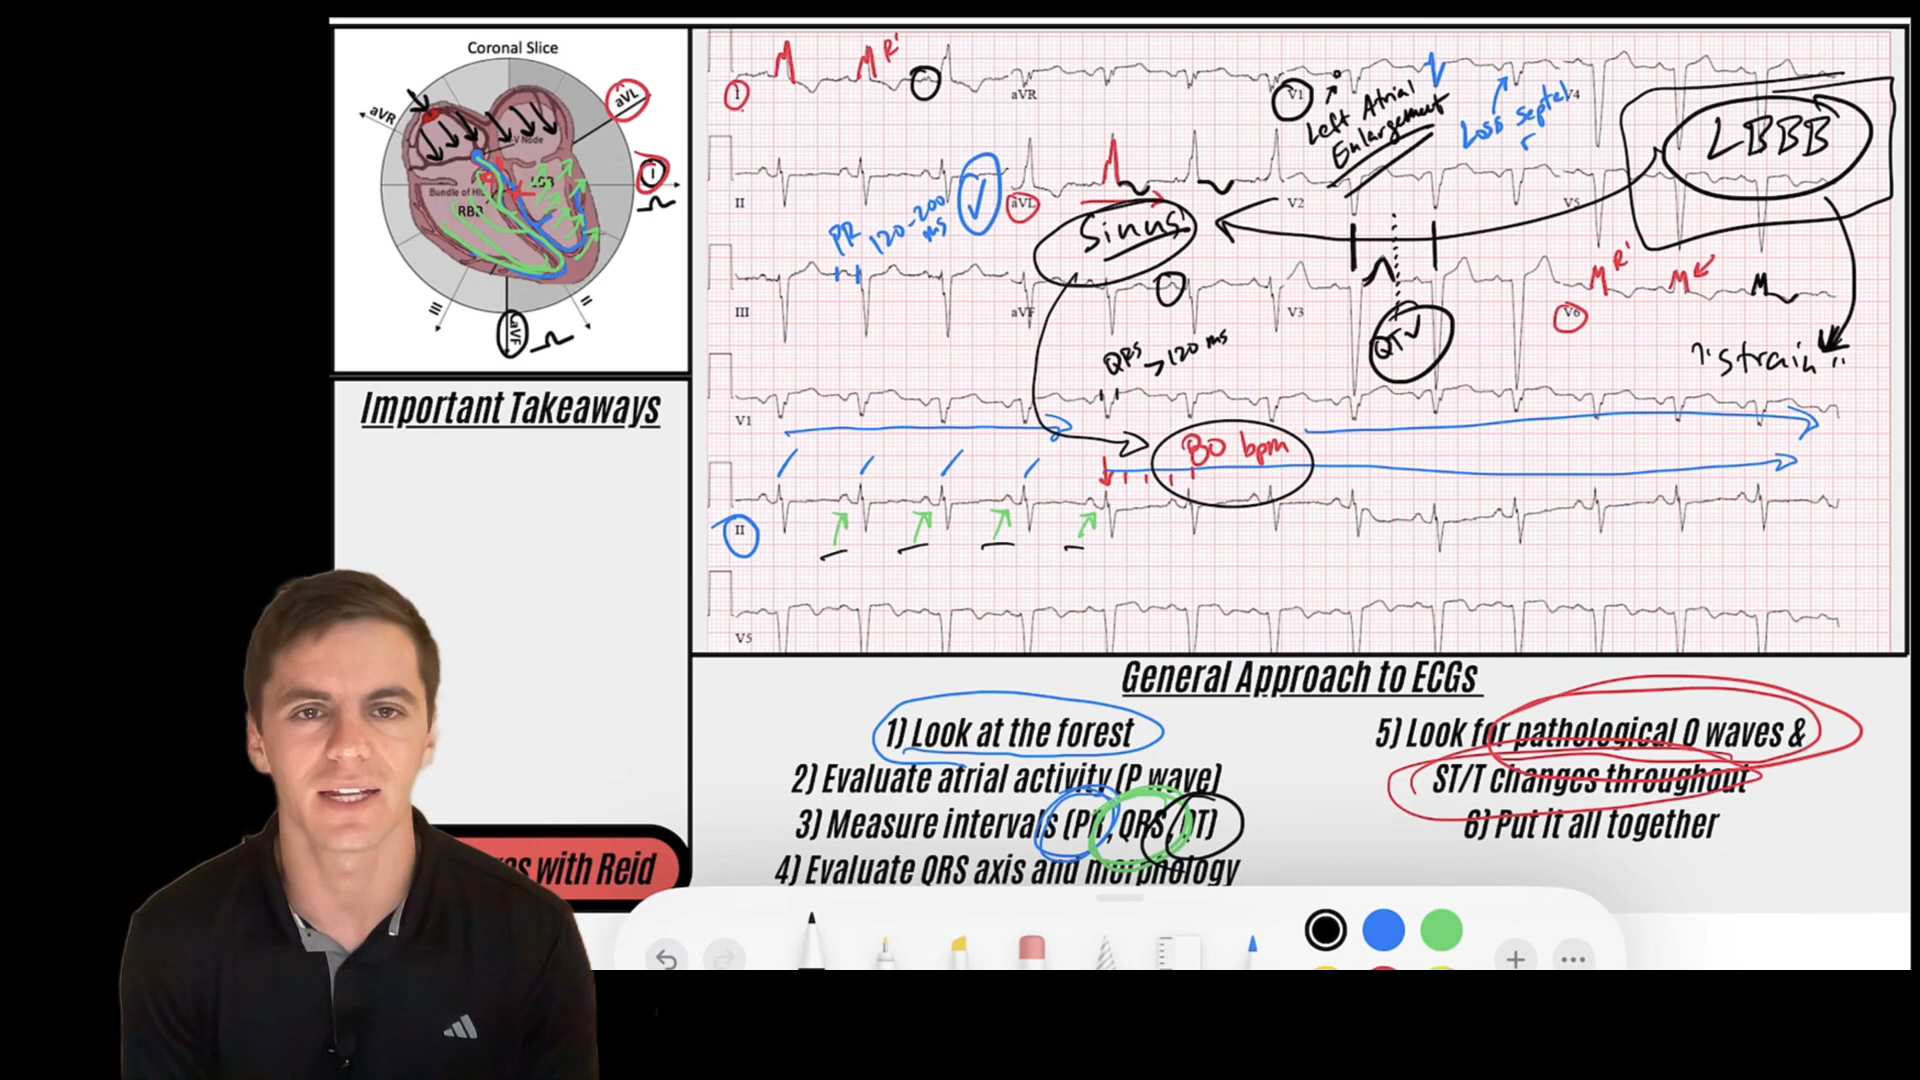 Coronal Slice
aVR
aVL
I
AV Node
Bundle of His
LBB
RBB
III
aVF
II
I
R'
aVR
V1
Left Atrial
Enlargement
Loss septal
r
V4
LBBB
II
PR 120-200
ms
aVL
Sinus
V2
V5
III
aVF
QRS
>120 ms
V3
QT ✓
R'
V6
"strain"
V1
80 bpm
II
V5
Important Takeaways
es with Reid
General Approach to ECGs
1) Look at the forest
2) Evaluate atrial activity (P wave)
3) Measure intervals (PR, QRS, QT)
4) Evaluate QRS axis and morphology
5) Look for pathological Q waves &
ST/T changes throughout
6) Put it all together